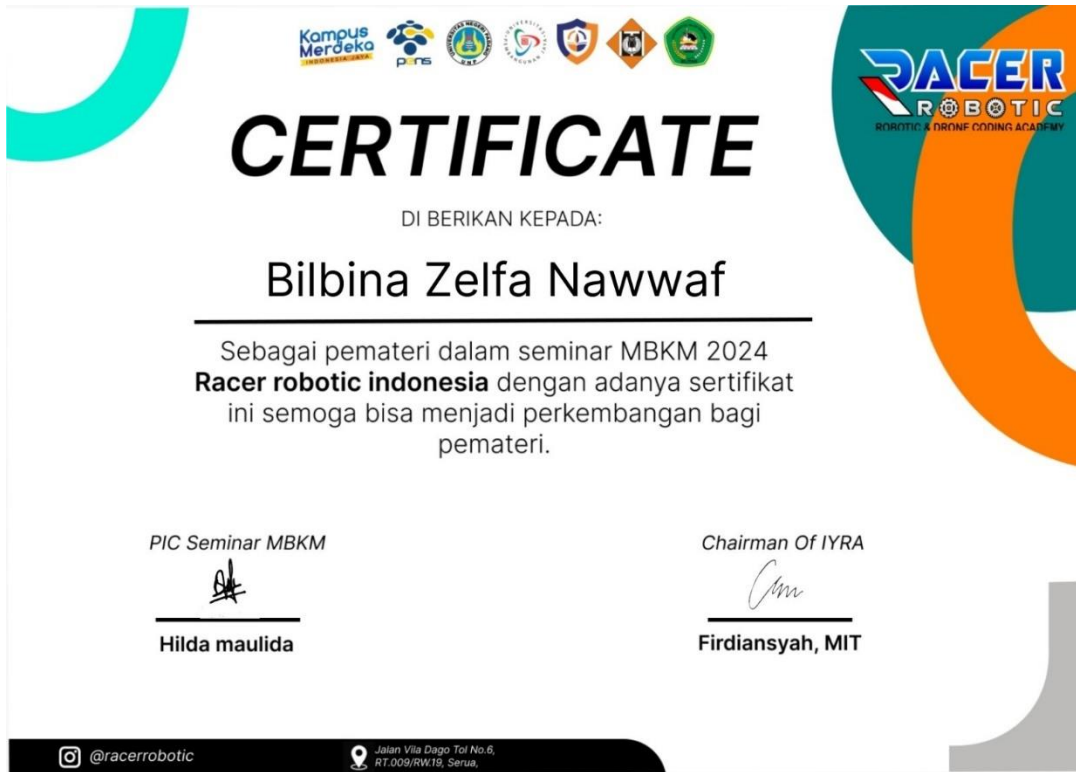 Kampus
Merdeka
INDONESIA JAYA
pens
RACER
ROBOTIC
ROBOTIC & DRONE CODING ACADEMY
CERTIFICATE
DI BERIKAN KEPADA:
Bilbina Zelfa Nawwaf
Sebagai pemateri dalam seminar MBKM 2024
Racer robotic indonesia dengan adanya sertifikat
ini semoga bisa menjadi perkembangan bagi
pemateri.
PIC Seminar MBKM
Chairman Of IYRA
Hilda maulida
Firdiansyah, MIT
@racerrobotic
Jalan Vila Dago Tol No.6,
RT.009/RW.19, Serua,